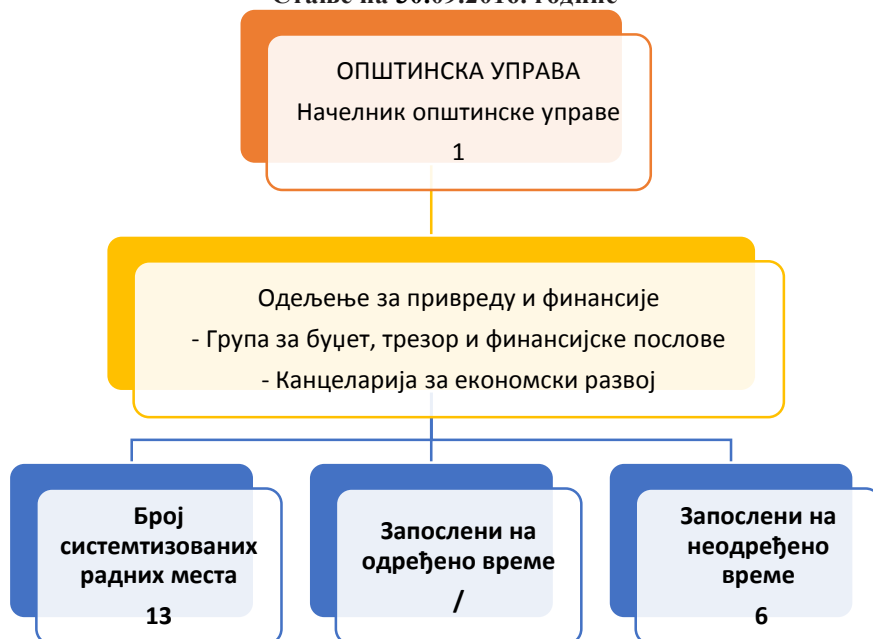 ОПШТИНСКА УПРАВА
Начелник општинске управе
1
Одељење за привреду и финансије
- Група за буџет, трезор и финансијске послове
- Канцеларија за економски развој
Број
системтизованих
радних места
13
Запослени на
одређено време
/
Запослени на
неодређено
време
6